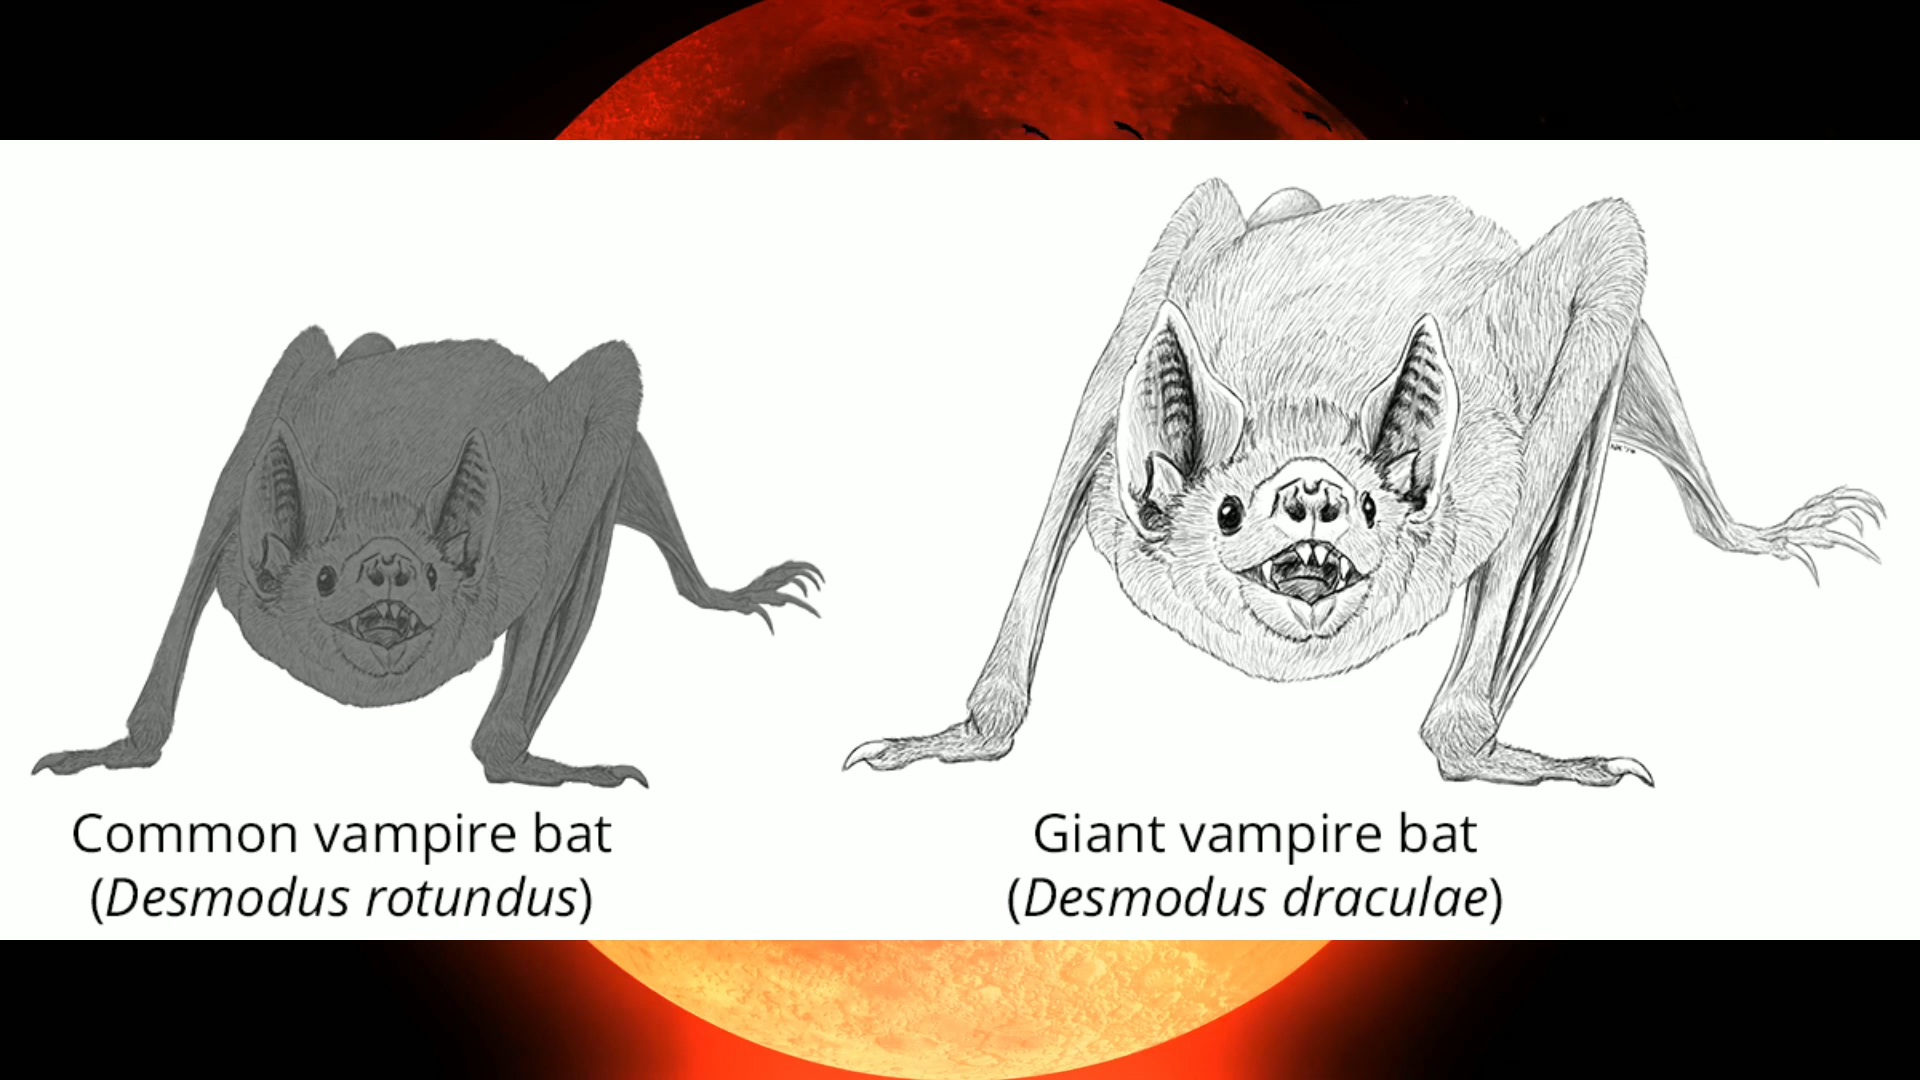 Common vampire bat
(Desmodus rotundus)
Giant vampire bat
(Desmodus draculae)